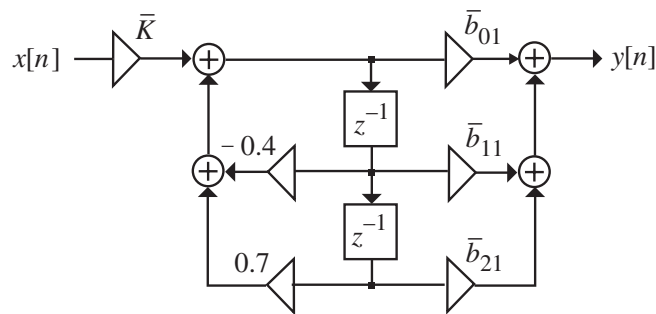 K̅ b̅₀₁
x[n] y[n]
z⁻¹
– 0.4 b̅₁₁
z⁻¹
0.7 b̅₂₁